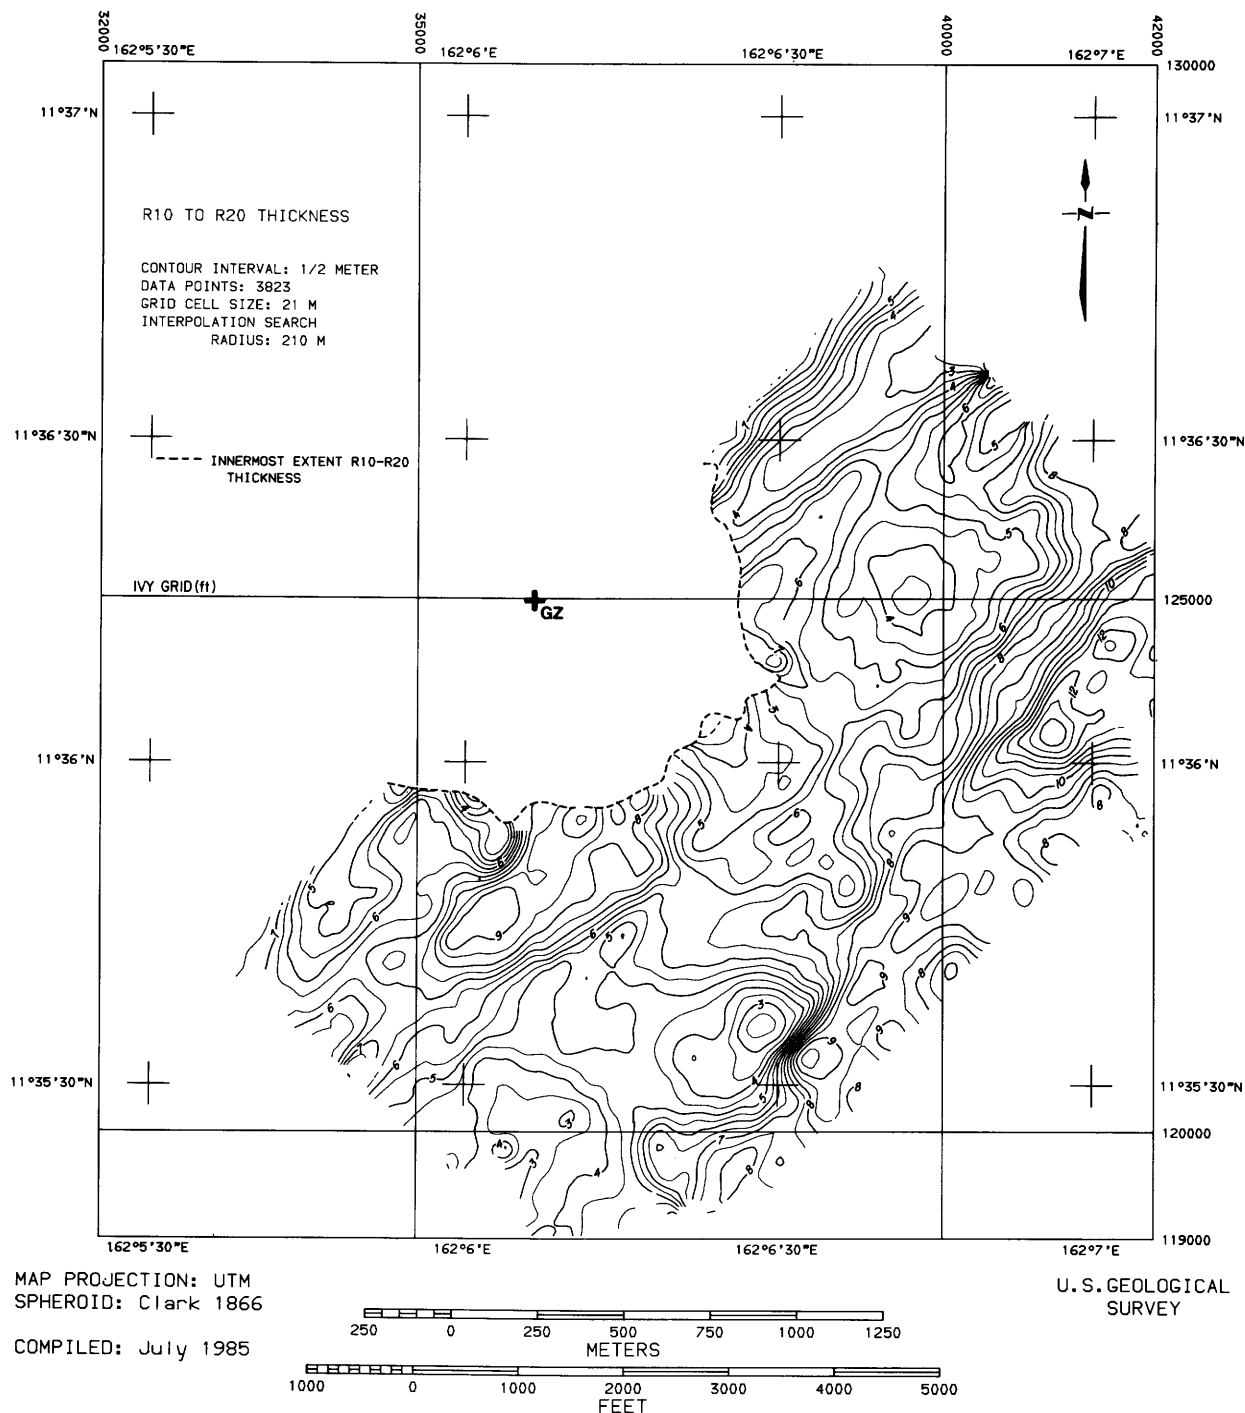 32000 35000 40000 42000
162°5'30"E 162°6'E 162°6'30"E 162°7'E
130000
11°37'N 11°37'N
N
R10 TO R20 THICKNESS
CONTOUR INTERVAL: 1/2 METER
DATA POINTS: 3823
GRID CELL SIZE: 21 M
INTERPOLATION SEARCH
RADIUS: 210 M
11°36'30"N 11°36'30"N
INNERMOST EXTENT R10-R20
THICKNESS
IVY GRID(ft)
GZ
125000
11°36'N 11°36'N
11°35'30"N 11°35'30"N
120000
119000
162°5'30"E 162°6'E 162°6'30"E 162°7'E
MAP PROJECTION: UTM
SPHEROID: Clark 1866
COMPILED: July 1985
U.S.GEOLOGICAL
SURVEY
250 0 250 500 750 1000 1250
METERS
1000 0 1000 2000 3000 4000 5000
FEET